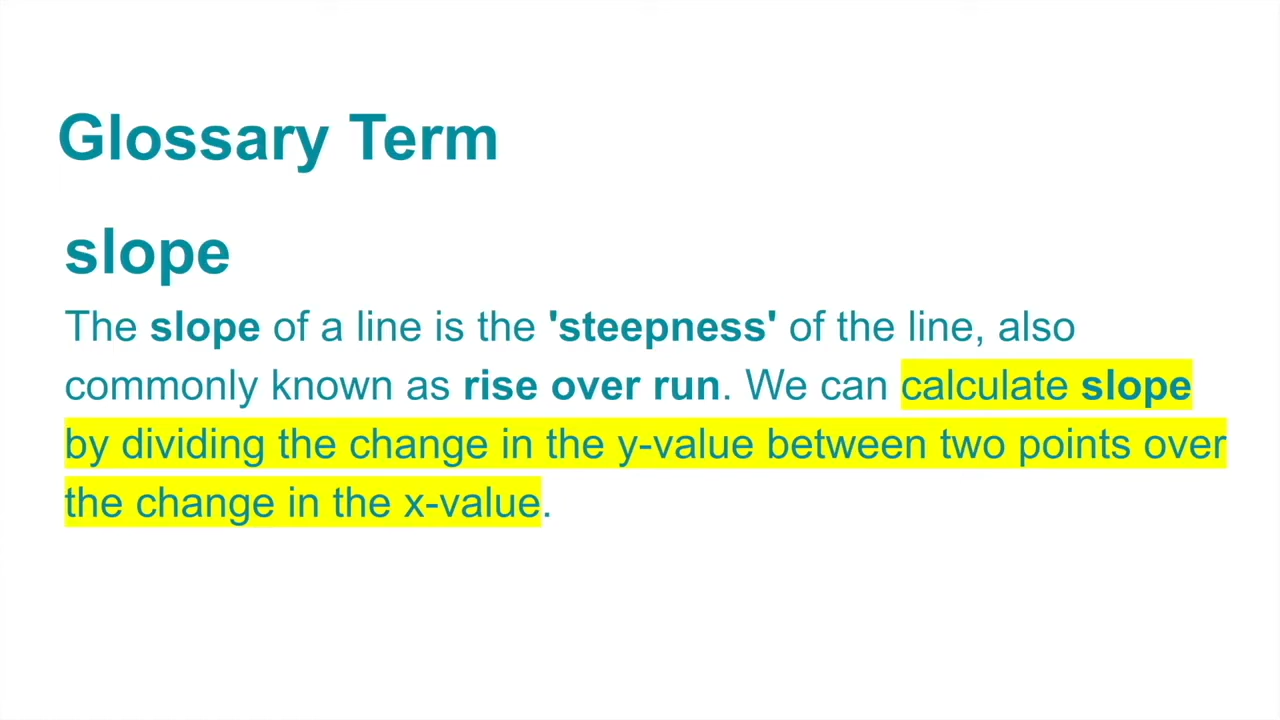 Glossary Term
slope
The slope of a line is the 'steepness' of the line, also
commonly known as rise over run. We can calculate slope
by dividing the change in the y-value between two points over
the change in the x-value.